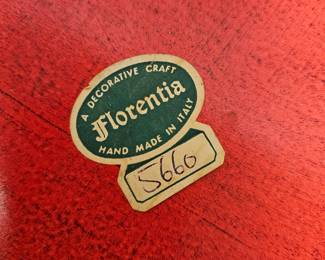 A DECORATIVE CRAFT
Florentia
HAND MADE IN ITALY
5660